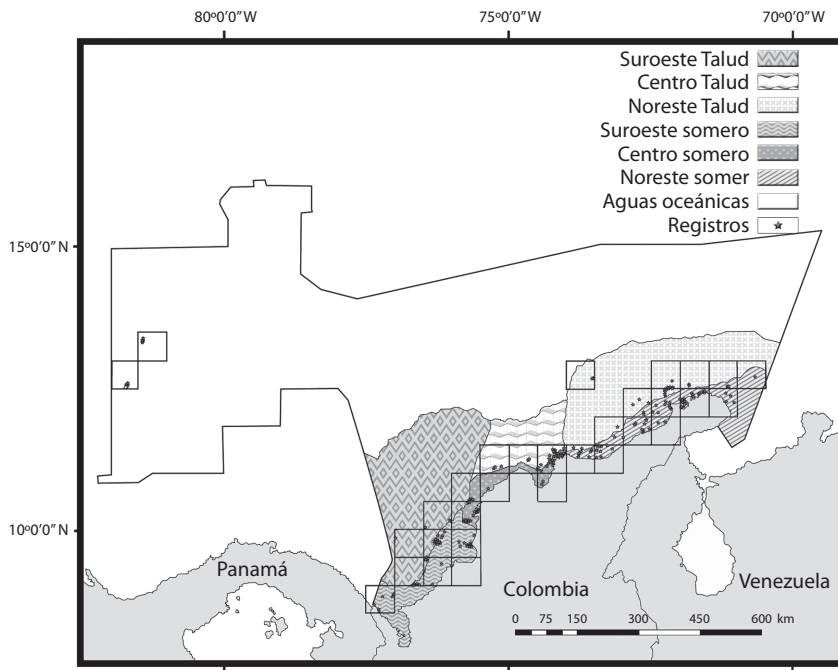 80º0'0"W 75º0'0"W 70º0'0"W
Suroeste Talud
Centro Talud
Noreste Talud
Suroeste somero
Centro somero
Noreste somer
Aguas oceánicas
Registros
15º0'0"N
10º0'0"N
Panamá
Colombia
Venezuela
0 75 150 300 450 600 km